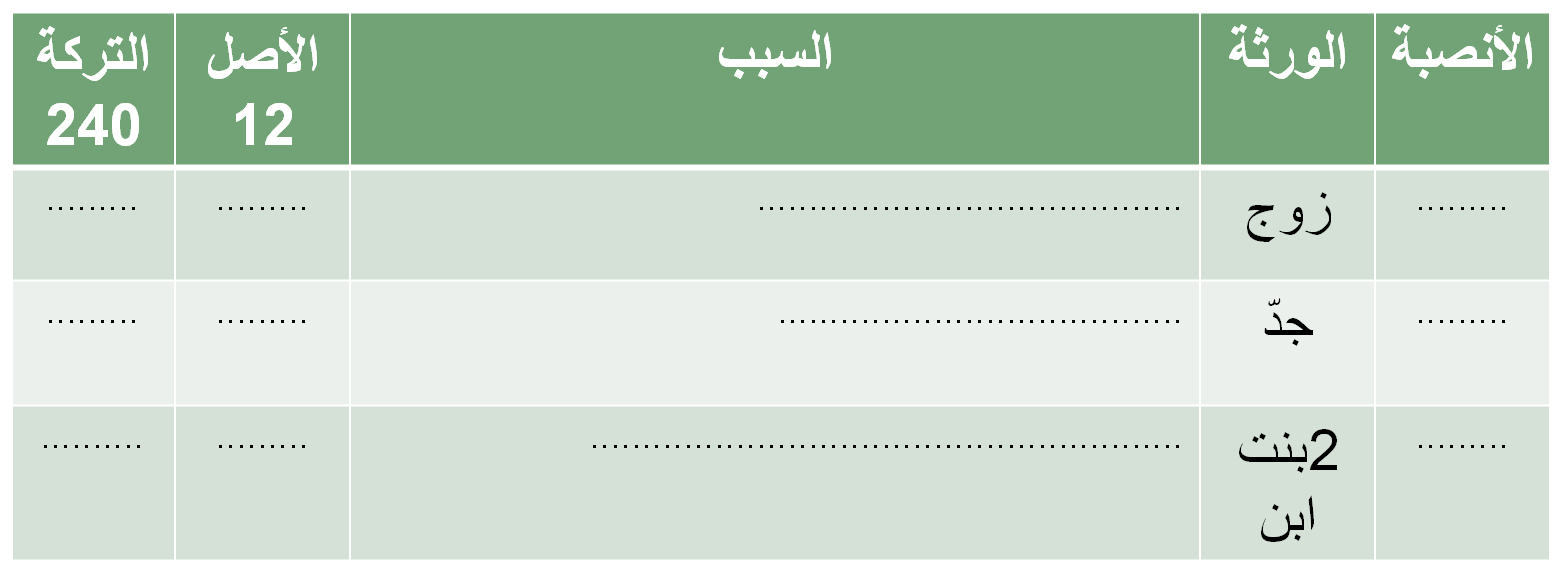 الأنصبة الورثة السبب الأصل التركة
12 240
......... زوج .......................................... ......... .........
......... جدّ ........................................ ......... .........
......... 2بنت ........................................................... ......... ..........
ابن